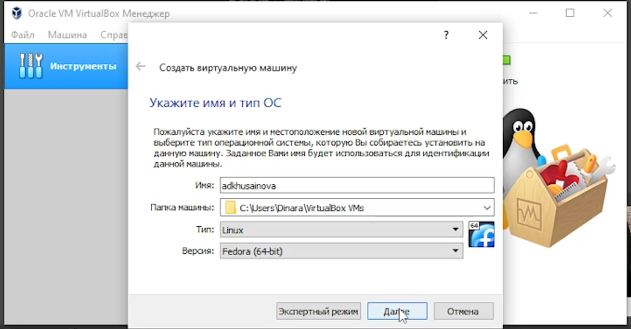 Oracle VM VirtualBox Менеджер
Файл Машина Справ
Инструменты
?
Создать виртуальную машину
Укажите имя и тип ОС
Пожалуйста укажите имя и местоположение новой виртуальной машины и
выберите тип операционной системы, которую Вы собираетесь установить на
данную машину. Заданное Вами имя будет использоваться для идентификации
данной машины.
Имя: adkhusainova
Папка машины: C:\Users\Dinara\VirtualBox VMs
Тип: Linux
64
Версия: Fedora (64-bit)
Экспертный режим Далее Отмена
ить